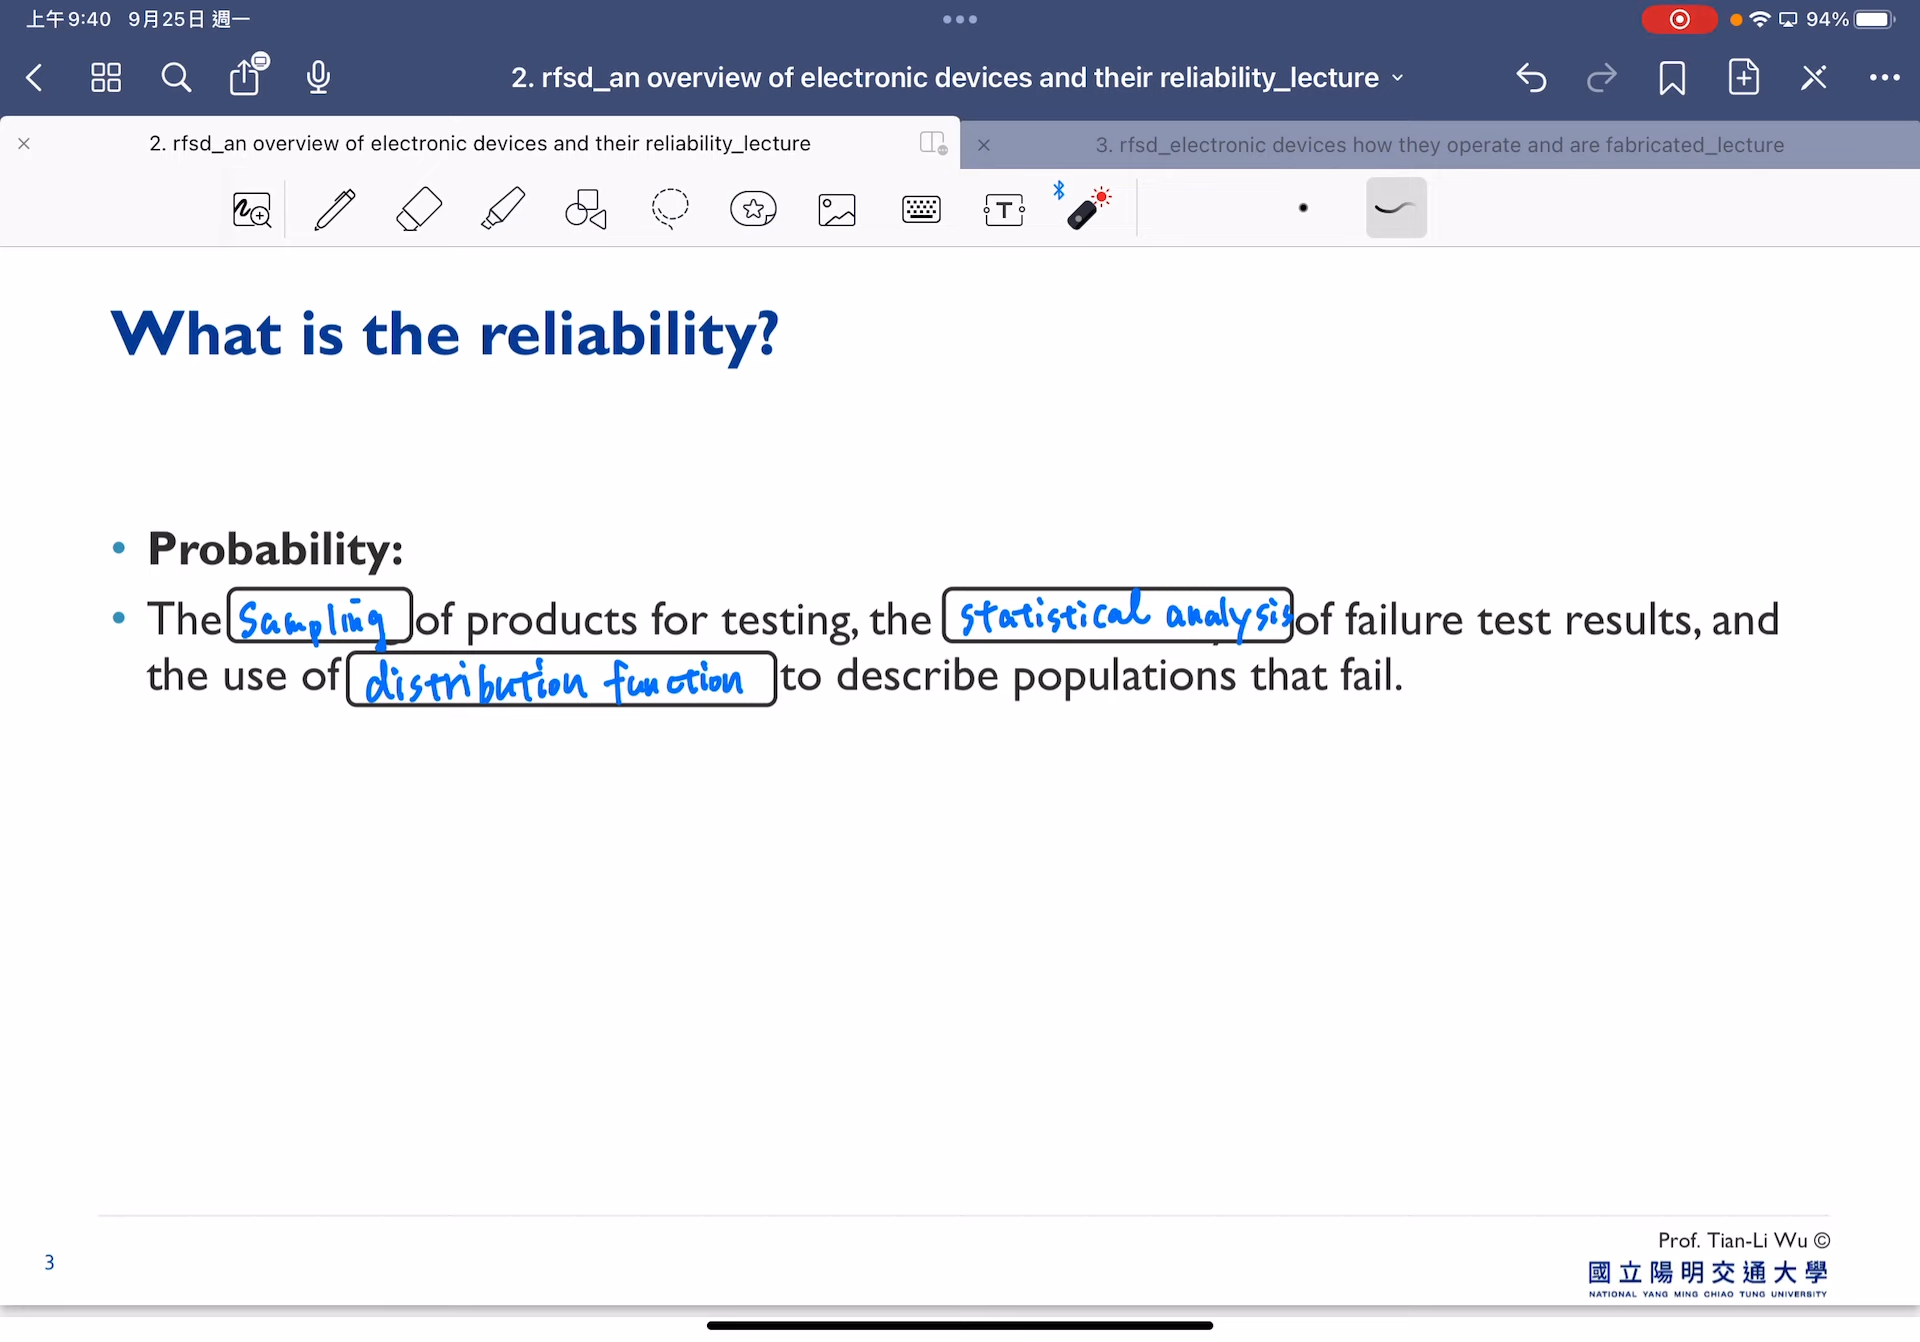 上午9:40 9月25日 週一
94%
2. rfsd_an overview of electronic devices and their reliability_lecture
2. rfsd_an overview of electronic devices and their reliability_lecture
3. rfsd_electronic devices how they operate and are fabricated_lecture
What is the reliability?
• Probability:
• The Sampling of products for testing, the statistical analysis of failure test results, and
the use of distribution function to describe populations that fail.
Prof. Tian-Li Wu ©
3
國立陽明交通大學
NATIONAL YANG MING CHIAO TUNG UNIVERSITY